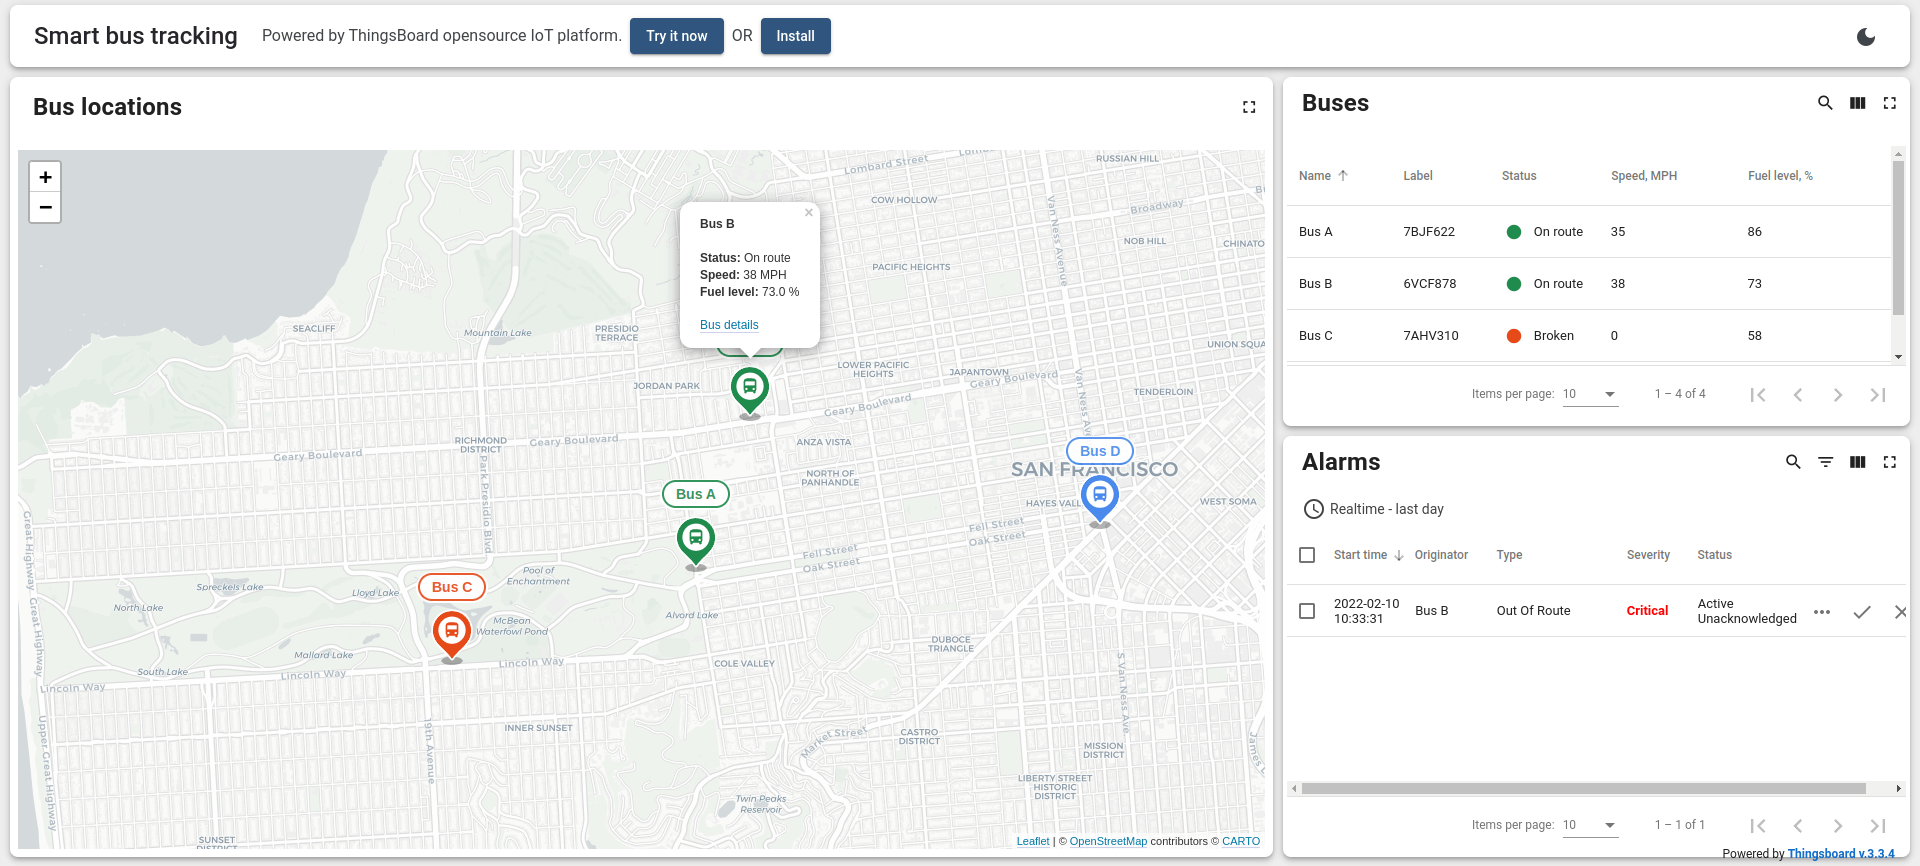 Smart bus tracking
Powered by ThingsBoard opensource IoT platform.
Try it now
OR
Install
Bus locations
+
−
Lombard Street
RUSSIAN HILL
COW HOLLOW
Van Ness Avenue
Broadway
NOB HILL
CHINATO
PACIFIC HEIGHTS
SEACLIFF
Mountain Lake
PRESIDIO
TERRACE
UNION SQUA
JORDAN PARK
LOWER PACIFIC
HEIGHTS
JAPANTOWN
Geary Boulevard
TENDERLOIN
Van Ness Ave
Geary Boulevard
RICHMOND
DISTRICT
Geary Boulevard
Geary Boulevard
ANZA VISTA
NORTH OF
PANHANDLE
SAN FRANCISCO
HAYES VALL
WEST SOMA
Park Presidio Blvd
Great Highway
Great Highway
Fell Street
Oak Street
Fell Street
Oak Street
Pool of
Enchantment
Spreckels Lake
Lloyd Lake
North Lake
Alvord Lake
McBean
Waterfowl Pond
DUBOCE
TRIANGLE
Mallard Lake
South Lake
Lincoln Way
Lincoln Way
Lincoln Way
COLE VALLEY
S Van Ness Ave
INNER SUNSET
19th Avenue
Upper Great Highway
Market Street
CASTRO
DISTRICT
MISSION
DISTRICT
James L
LIBERTY STREET
HISTORIC
DISTRICT
Twin Peaks
Reservoir
SUNSET
DISTRICT
×
Bus B
Status: On route
Speed: 38 MPH
Fuel level: 73.0 %
Bus details
Bus A
Bus C
Bus D
Leaflet | © OpenStreetMap contributors © CARTO
Buses
Name Label Status Speed, MPH Fuel level, %
Bus A 7BJF622 On route 35 86
Bus B 6VCF878 On route 38 73
Bus C 7AHV310 Broken 0 58
Items per page: 10 1 – 4 of 4
Alarms
Realtime - last day
Start time Originator Type Severity Status
2022-02-10
10:33:31
Bus B Out Of Route Critical
Active
Unacknowledged
Items per page: 10 1 – 1 of 1
Powered by Thingsboard v.3.3.4